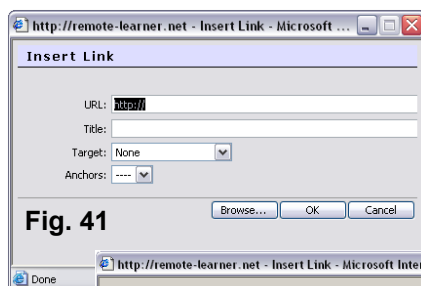 http://remote-learner.net - Insert Link - Microsoft ...
Insert Link
URL: http://
Title:
Target: None
Anchors: ----
Fig. 41
Browse... OK Cancel
http://remote-learner.net - Insert Link - Microsoft Inter
Done